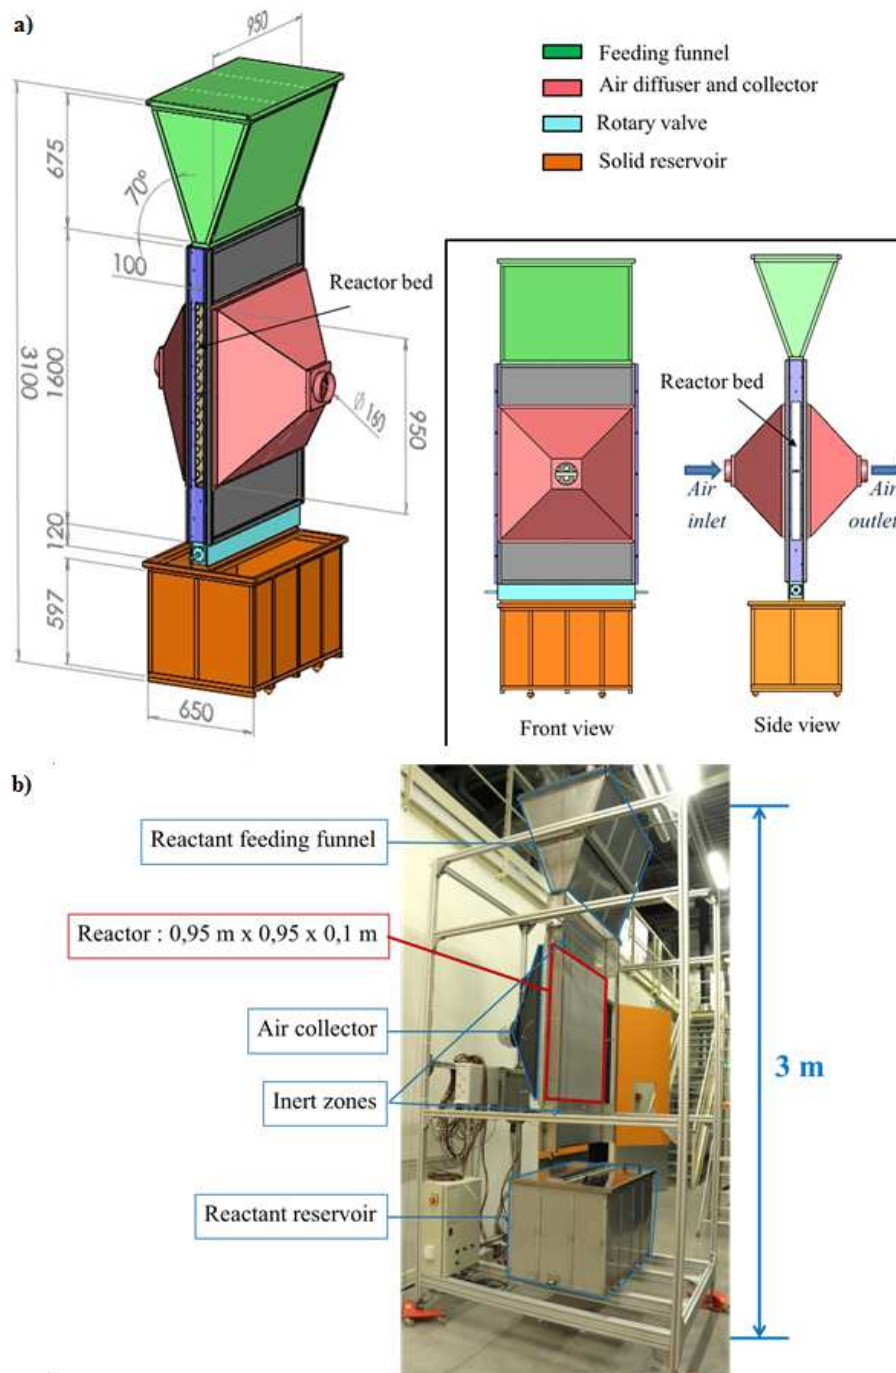 a)
950
675
70°
100
Reactor bed
3100
1600
Ø 160
950
120
597
650
Feeding funnel
Air diffuser and collector
Rotary valve
Solid reservoir
Reactor bed
Air
inlet
Air
outlet
Front view
Side view
b)
Reactant feeding funnel
Reactor : 0,95 m x 0,95 x 0,1 m
Air collector
Inert zones
Reactant reservoir
3 m